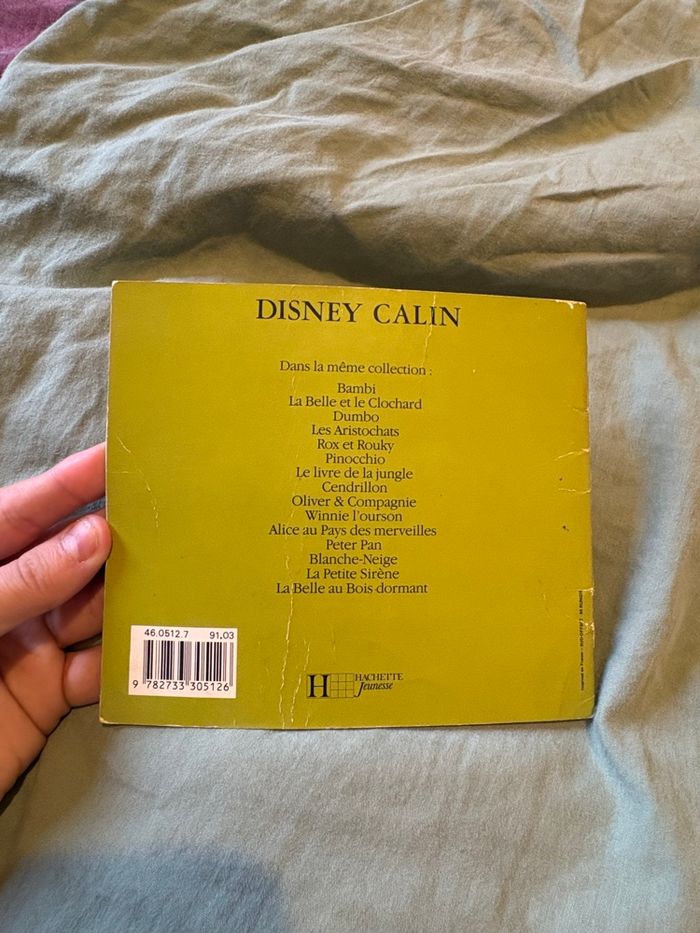 DISNEY CALIN
Dans la même collection :
Bambi
La Belle et le Clochard
Dumbo
Les Aristochats
Rox et Rouky
Pinocchio
Le livre de la jungle
Cendrillon
Oliver & Compagnie
Winnie l'ourson
Alice au Pays des merveilles
Peter Pan
Blanche-Neige
La Petite Sirène
La Belle au Bois dormant
46.0512.7 91.03
9 782733 305126
H HACHETTE
Jeunesse